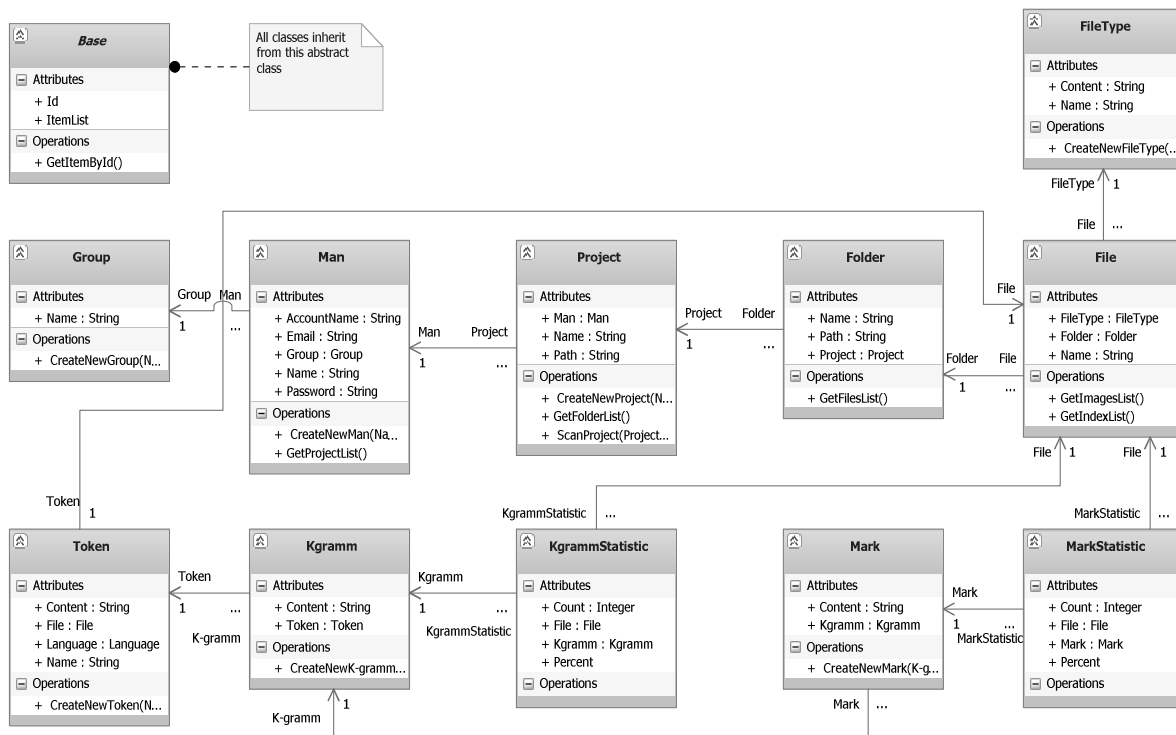 Base
Attributes
+ Id
+ ItemList
Operations
+ GetItemById()
All classes inherit
from this abstract
class
FileType
Attributes
+ Content : String
+ Name : String
Operations
+ CreateNewFileType(...
FileType 1
File ...
Group
Attributes
+ Name : String
Operations
+ CreateNewGroup(N...
Group Man
1 ...
Man
Attributes
+ AccountName : String
+ Email : String
+ Group : Group
+ Name : String
+ Password : String
Operations
+ CreateNewMan(Na...
+ GetProjectList()
Man Project
1 ...
Project
Attributes
+ Man : Man
+ Name : String
+ Path : String
Operations
+ CreateNewProject(N...
+ GetFolderList()
+ ScanProject(Project...
Project Folder
1 ...
Folder
Attributes
+ Name : String
+ Path : String
+ Project : Project
Operations
+ GetFilesList()
File
1
Folder File
1 ...
File
Attributes
+ FileType : FileType
+ Folder : Folder
+ Name : String
Operations
+ GetImagesList()
+ GetIndexList()
File 1
File 1
Token
1
KgrammStatistic ...
MarkStatistic ...
Token
Attributes
+ Content : String
+ File : File
+ Language : Language
+ Name : String
Operations
+ CreateNewToken(N...
Token
1 ...
K-gramm
Kgramm
Attributes
+ Content : String
+ Token : Token
Operations
+ CreateNewK-gramm...
Kgramm
1 ...
KgrammStatistic
KgrammStatistic
Attributes
+ Count : Integer
+ File : File
+ Kgramm : Kgramm
+ Percent
Operations
Mark
Attributes
+ Content : String
+ Kgramm : Kgramm
Operations
+ CreateNewMark(K-g...
Mark
1 ...
MarkStatistic
MarkStatistic
Attributes
+ Count : Integer
+ File : File
+ Mark : Mark
+ Percent
Operations
K-gramm 1
Mark ...